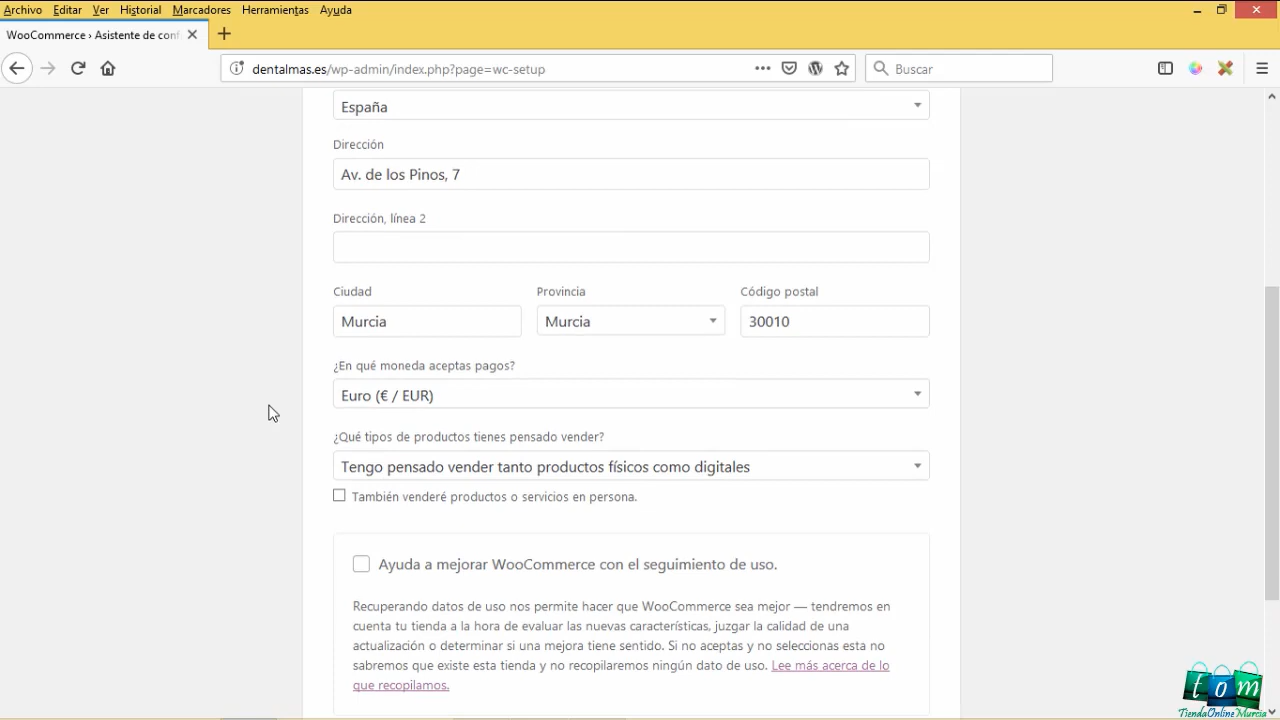 Archivo Editar Ver Historial Marcadores Herramientas Ayuda
WooCommerce › Asistente de conf
dentalmas.es/wp-admin/index.php?page=wc-setup
Buscar
España
Dirección
Av. de los Pinos, 7
Dirección, línea 2
Ciudad Provincia Código postal
Murcia Murcia 30010
¿En qué moneda aceptas pagos?
Euro (€ / EUR)
¿Qué tipos de productos tienes pensado vender?
Tengo pensado vender tanto productos físicos como digitales
También venderé productos o servicios en persona.
Ayuda a mejorar WooCommerce con el seguimiento de uso.
Recuperando datos de uso nos permite hacer que WooCommerce sea mejor — tendremos en
cuenta tu tienda a la hora de evaluar las nuevas características, juzgar la calidad de una
actualización o determinar si una mejora tiene sentido. Si no aceptas y no seleccionas esta no
sabremos que existe esta tienda y no recopilaremos ningún dato de uso. Lee más acerca de lo
que recopilamos.
tom
TiendaOnlineMurcia